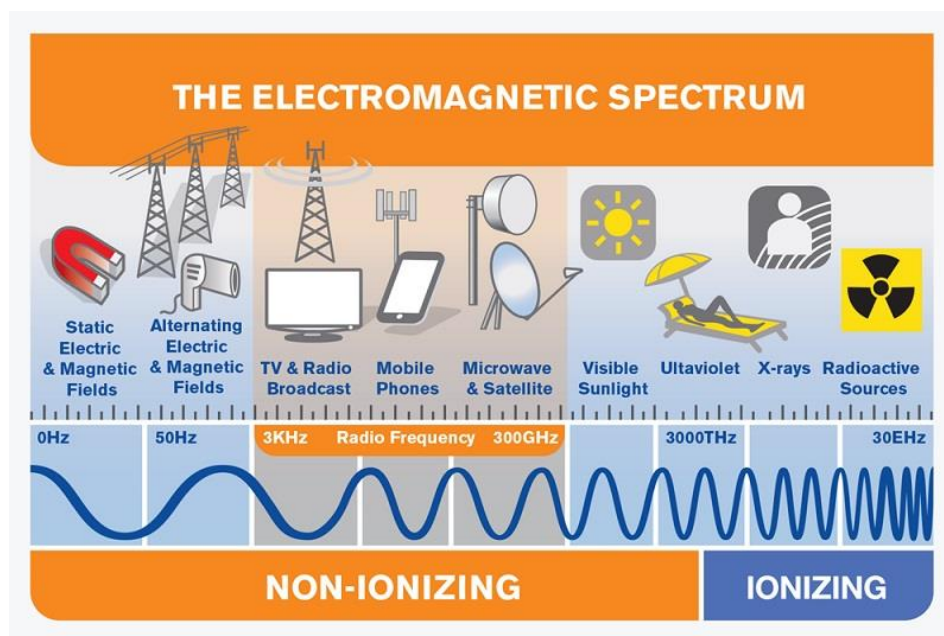 THE ELECTROMAGNETIC SPECTRUM
Static
Electric
& Magnetic
Fields
Alternating
Electric
& Magnetic
Fields
TV & Radio
Broadcast
Mobile
Phones
Microwave
& Satellite
Visible
Sunlight
Ultaviolet
X-rays
Radioactive
Sources
0Hz
50Hz
3KHz
Radio Frequency
300GHz
3000THz
30EHz
NON-IONIZING
IONIZING